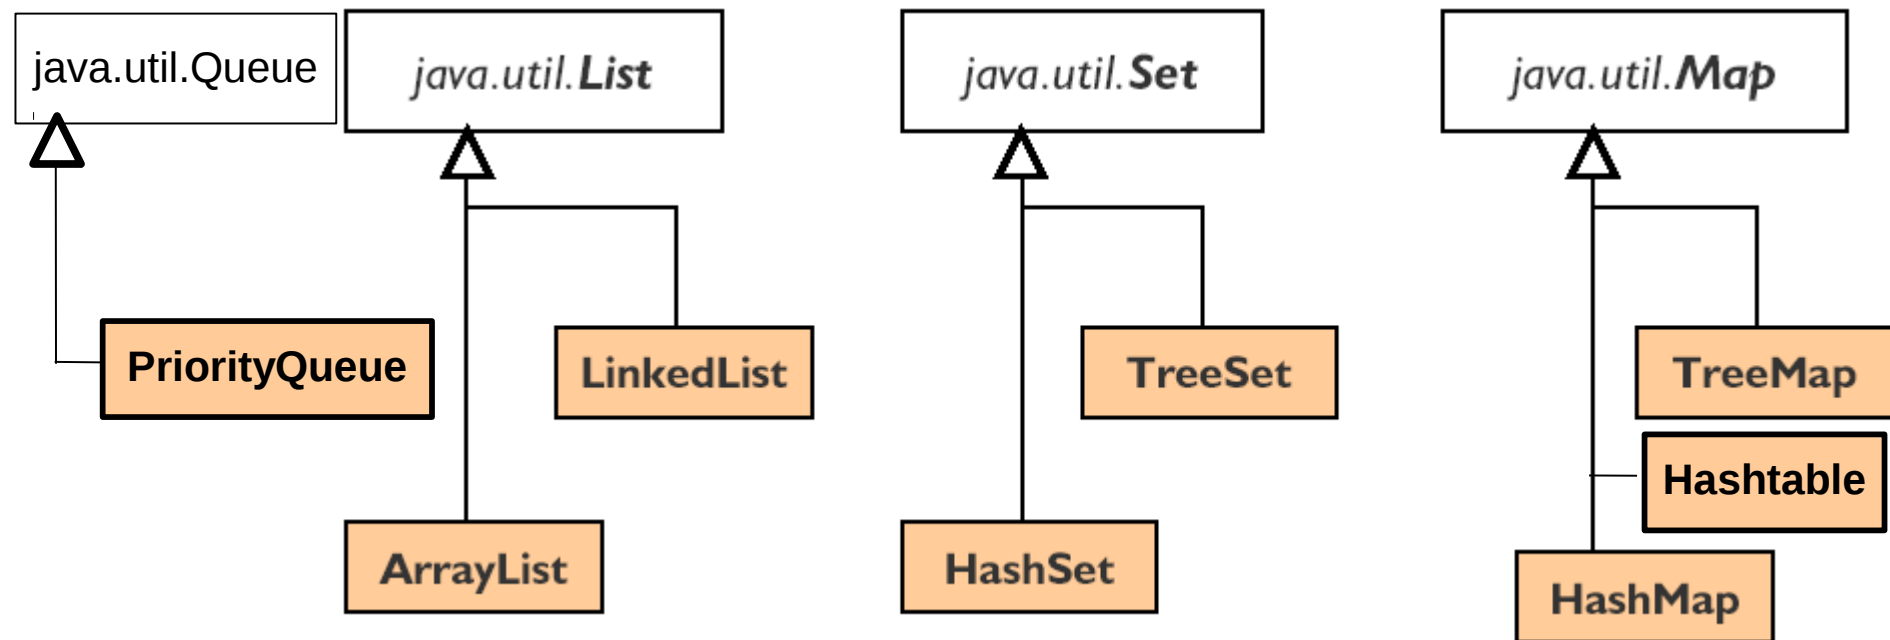 java.util.Queue
java.util.List
java.util.Set
java.util.Map
PriorityQueue
LinkedList
TreeSet
TreeMap
Hashtable
ArrayList
HashSet
HashMap